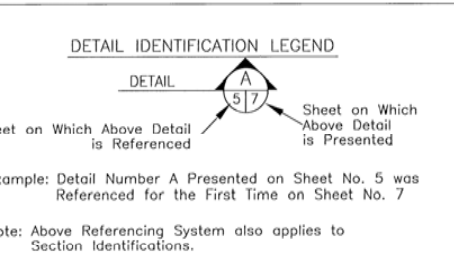 DETAIL IDENTIFICATION LEGEND
DETAIL
A
5 7
Sheet on Which
Above Detail
is Presented
eet on Which Above Detail
is Referenced
ample: Detail Number A Presented on Sheet No. 5 was
Referenced for the First Time on Sheet No. 7
ote: Above Referencing System also applies to
Section Identifications.